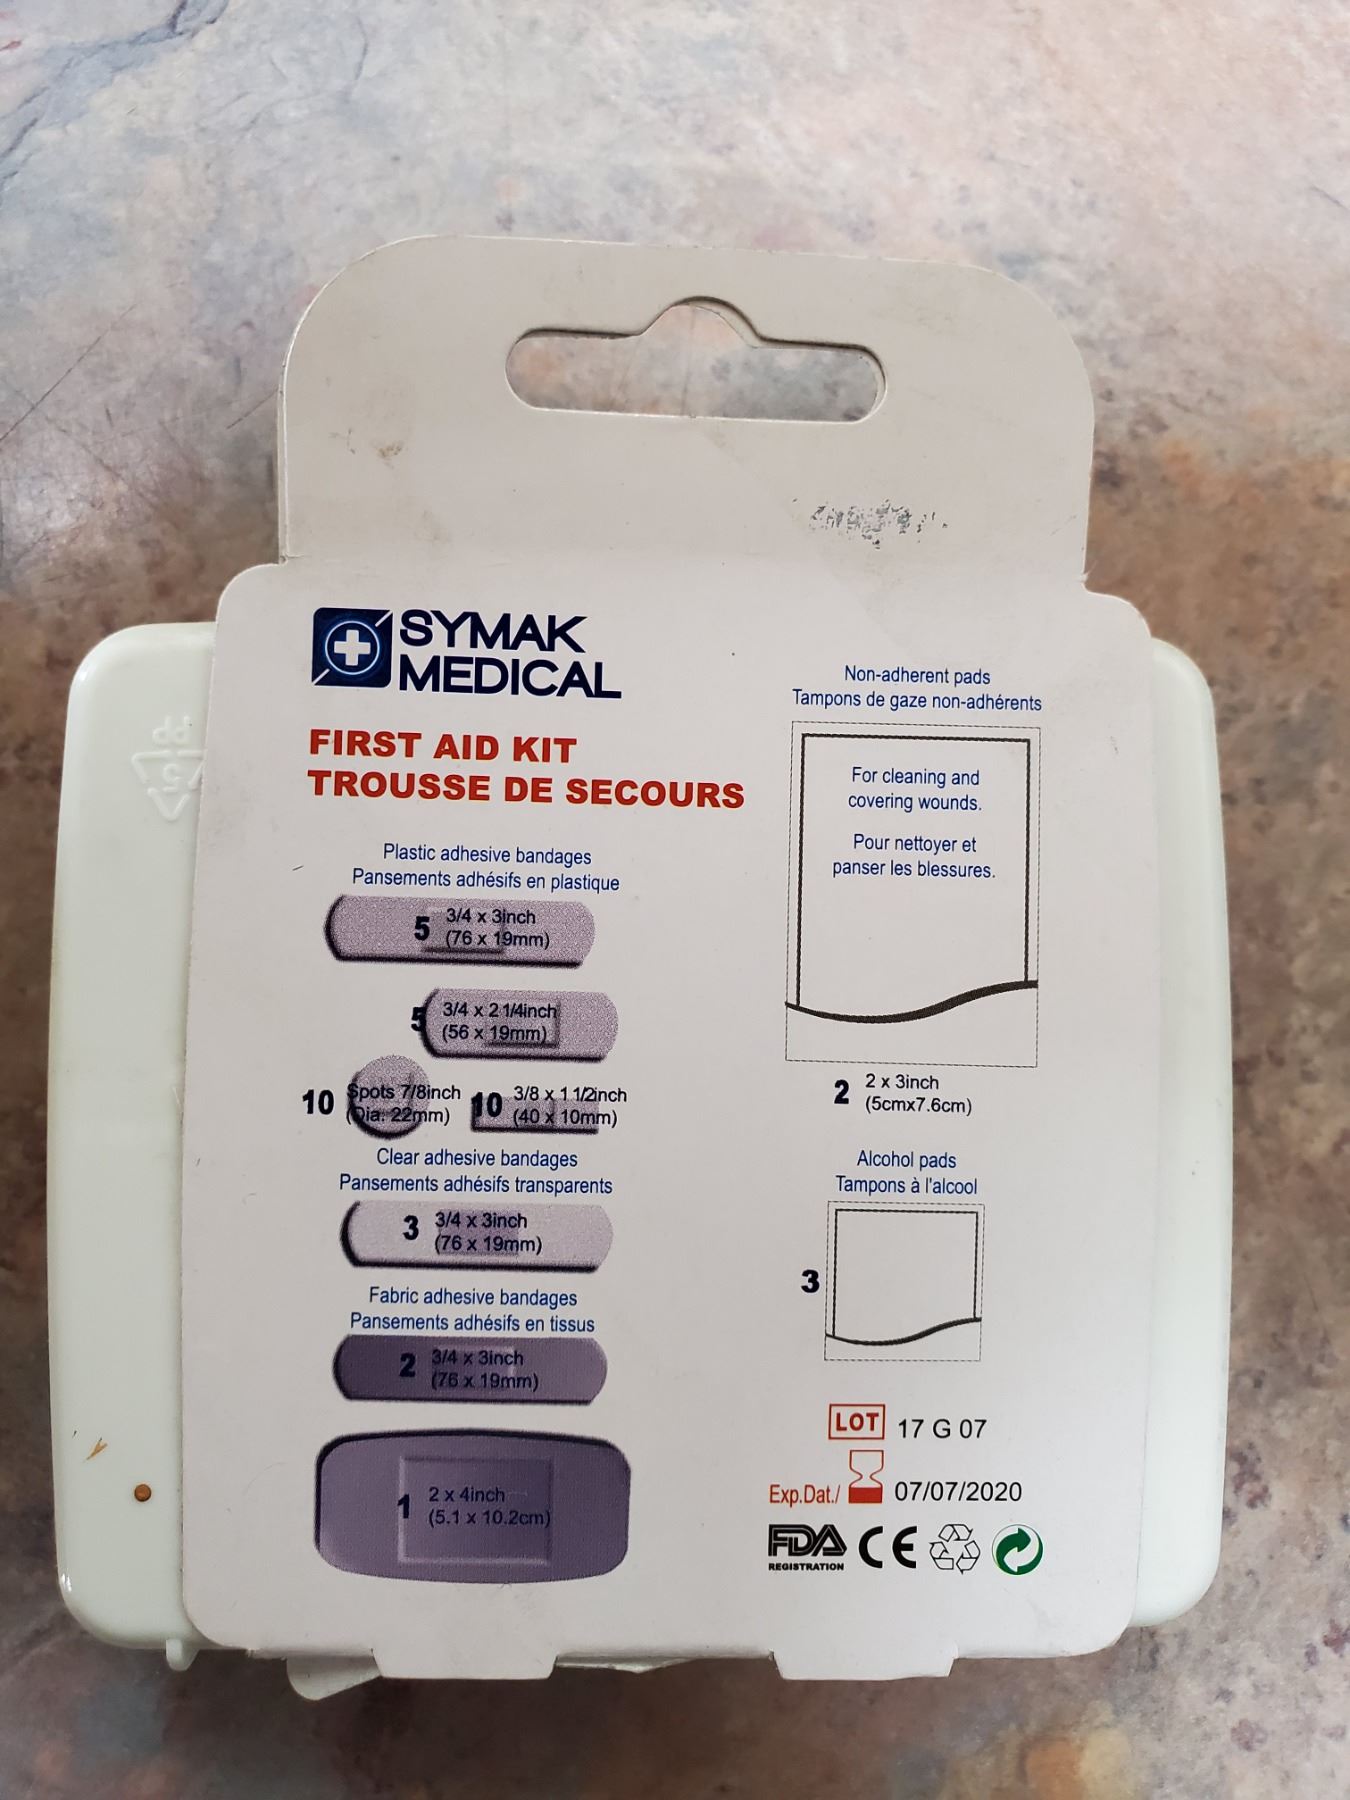 SYMAK
MEDICAL
FIRST AID KIT
TROUSSE DE SECOURS
Plastic adhesive bandages
Pansements adhésifs en plastique
5 3/4 x 3inch
(76 x 19mm)
5 3/4 x 2 1/4inch
(56 x 19mm)
10 Spots 7/8inch
(Dia. 22mm)
10 3/8 x 1 1/2inch
(40 x 10mm)
Clear adhesive bandages
Pansements adhésifs transparents
3 3/4 x 3inch
(76 x 19mm)
Fabric adhesive bandages
Pansements adhésifs en tissus
2 3/4 x 3inch
(76 x 19mm)
1 2 x 4inch
(5.1 x 10.2cm)
Non-adherent pads
Tampons de gaze non-adhérents
For cleaning and
covering wounds.
Pour nettoyer et
panser les blessures.
2 2 x 3inch
(5cmx7.6cm)
Alcohol pads
Tampons à l'alcool
3
LOT 17 G 07
Exp.Dat./ 07/07/2020
FDA CE
REGISTRATION
PP
5